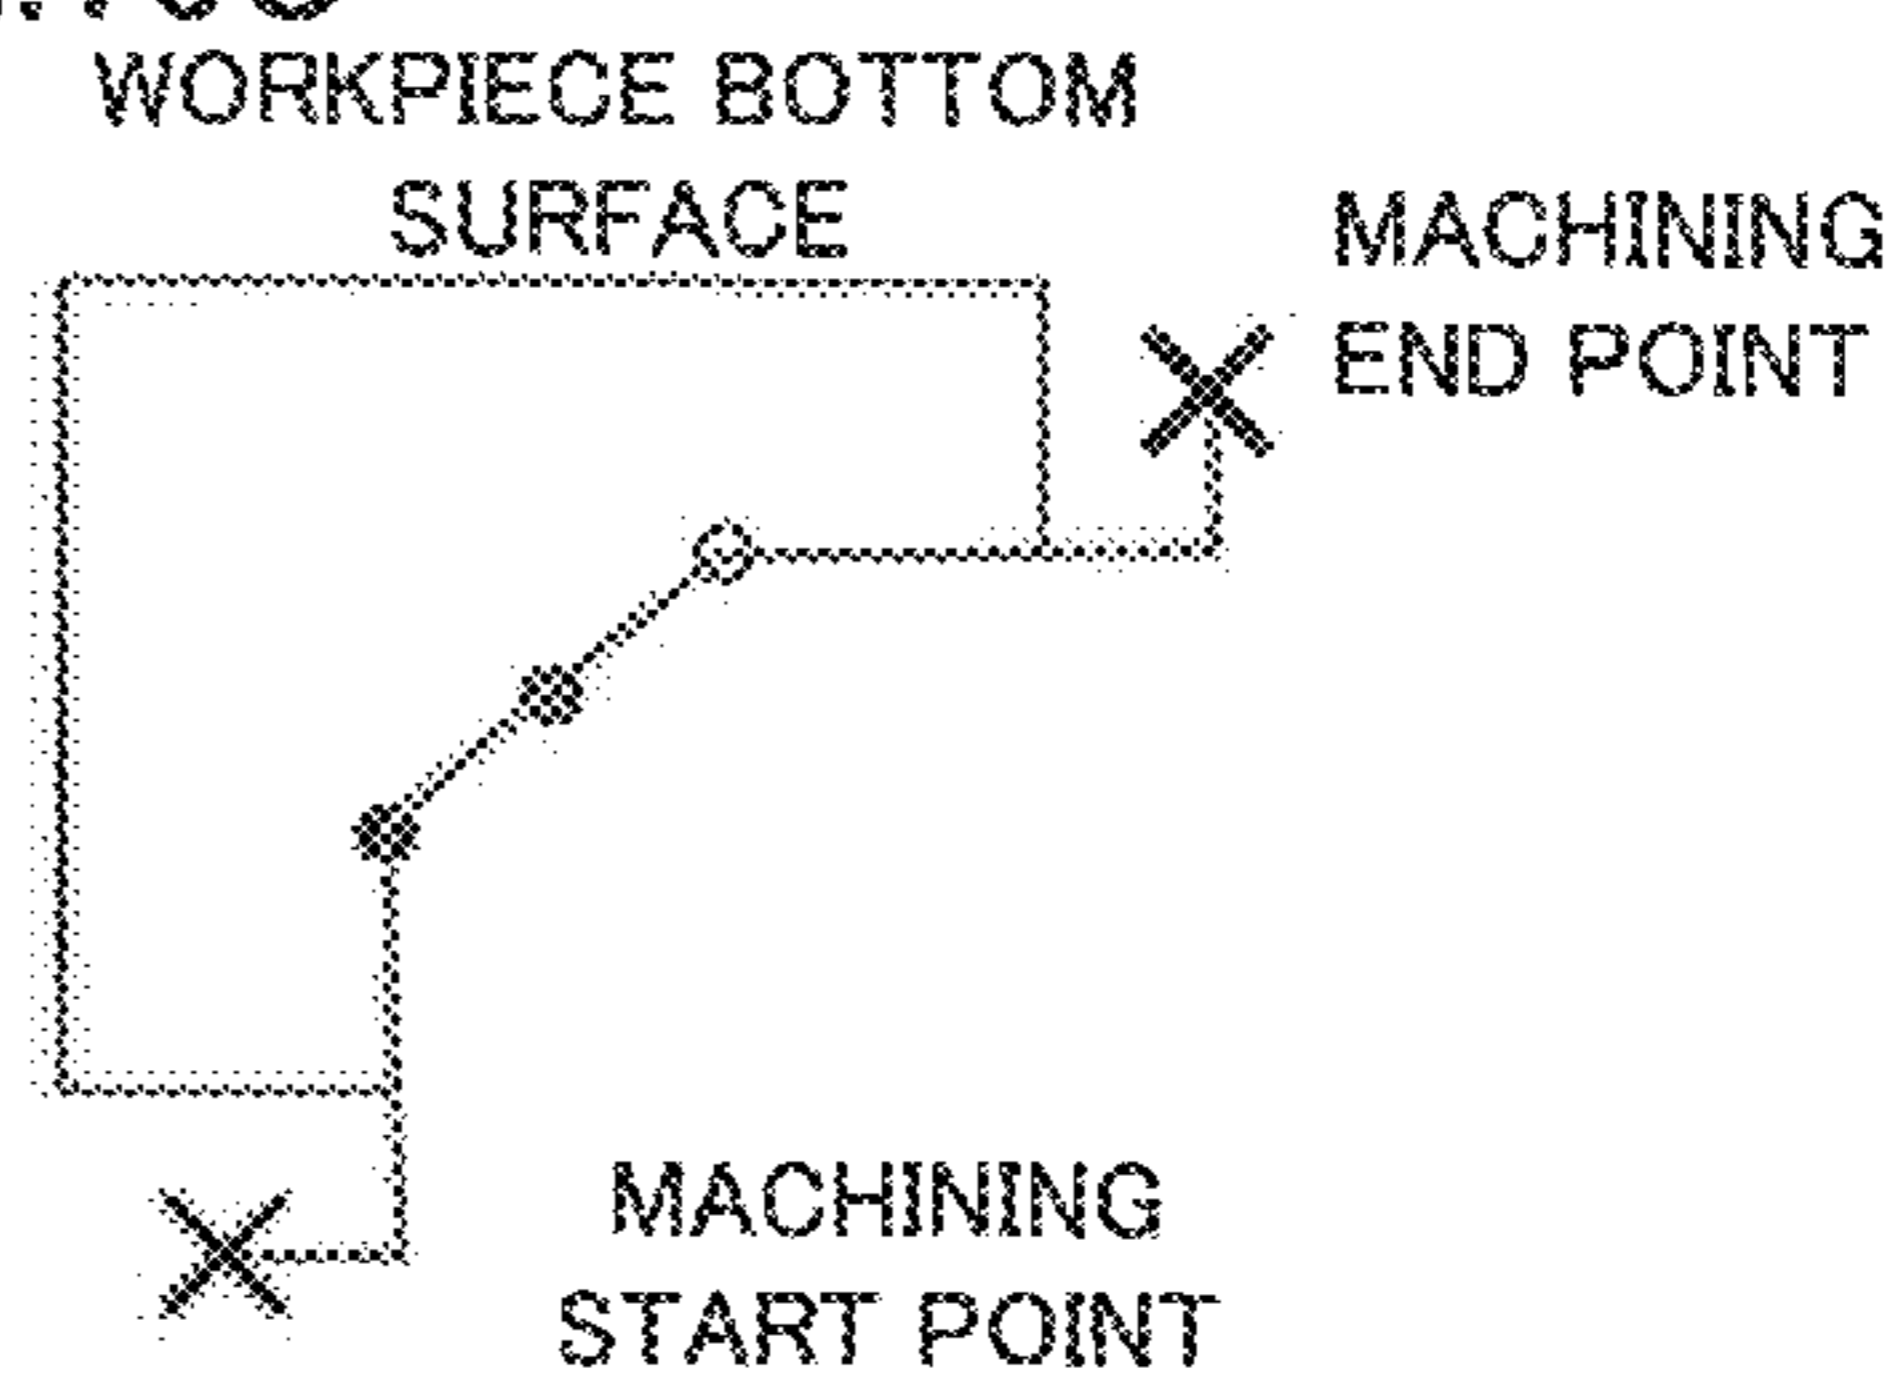 WORKPIECE BOTTOM
SURFACE
MACHINING
END POINT
MACHINING
START POINT